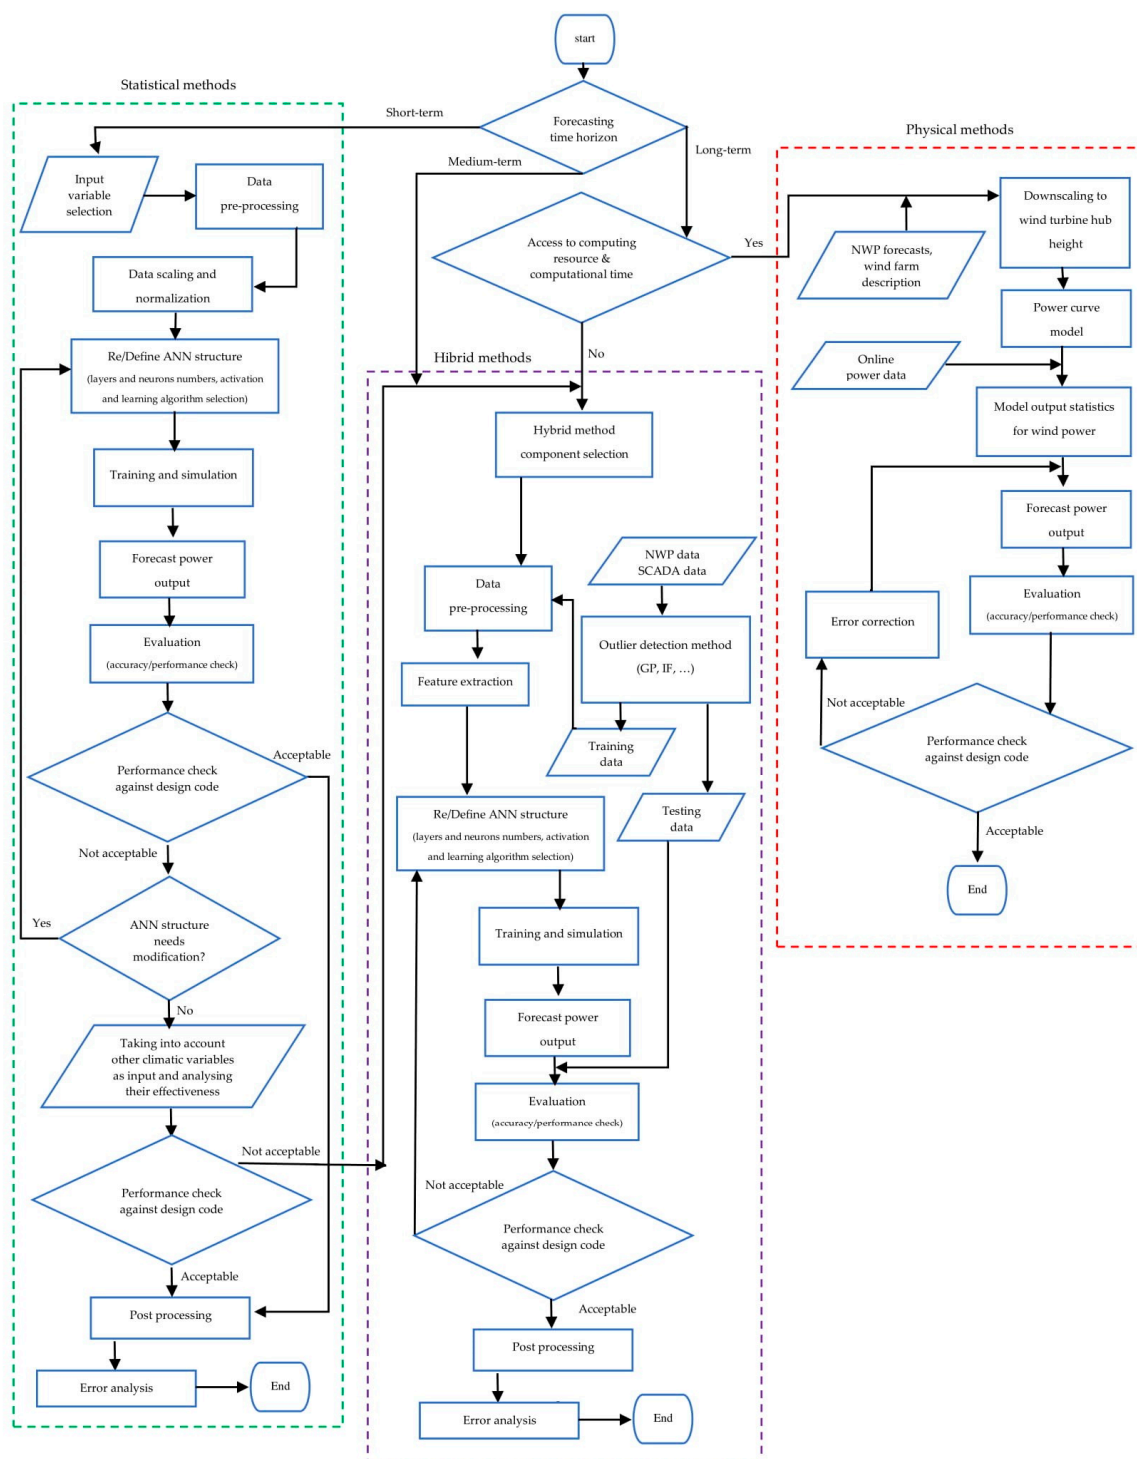 start
Forecasting
time horizon
Short-term
Medium-term
Long-term
Access to computing
resource &
computational time
Yes
No
Statistical methods
Input
variable
selection
Data
pre-processing
Data scaling and
normalization
Re/Define ANN structure
(layers and neurons numbers, activation
and learning algorithm selection)
Training and simulation
Forecast power
output
Evaluation
(accuracy/performance check)
Performance check
against design code
Acceptable
Not acceptable
ANN structure
needs
modification?
Yes
No
Taking into account
other climatic variables
as input and analysing
their effectiveness
Performance check
against design code
Not acceptable
Acceptable
Post processing
Error analysis
End
Hibrid methods
Hybrid method
component selection
NWP data
SCADA data
Data
pre-processing
Outlier detection method
(GP, IF, ...)
Feature extraction
Training
data
Testing
data
Re/Define ANN structure
(layers and neurons numbers, activation
and learning algorithm selection)
Training and simulation
Forecast power
output
Evaluation
(accuracy/performance check)
Not acceptable
Performance check
against design code
Acceptable
Post processing
Error analysis
End
Physical methods
Downscaling to
wind turbine hub
height
NWP forecasts,
wind farm
description
Power curve
model
Online
power data
Model output statistics
for wind power
Forecast power
output
Evaluation
(accuracy/performance check)
Error correction
Not acceptable
Performance check
against design code
Acceptable
End